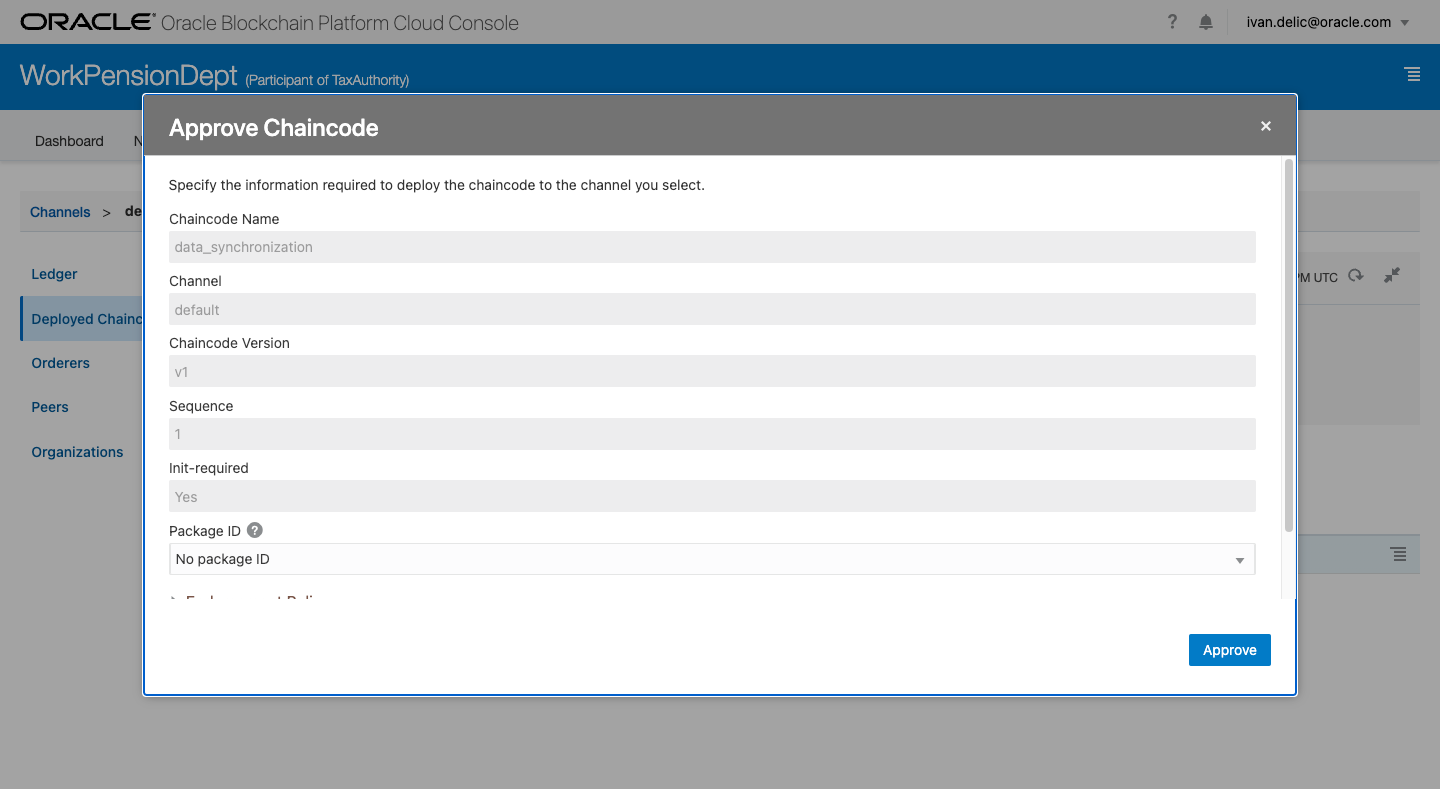 ORACLE® Oracle Blockchain Platform Cloud Console
? ivan.delic@oracle.com
WorkPensionDept (Participant of TaxAuthority)
Approve Chaincode ×
Dashboard N
Specify the information required to deploy the chaincode to the channel you select.
Channels > de
Chaincode Name
data_synchronization
Ledger
Channel
PM UTC
default
Deployed Chainc
Chaincode Version
Orderers
v1
Peers
Sequence
1
Organizations
Init-required
Yes
Package ID ?
No package ID
Approve